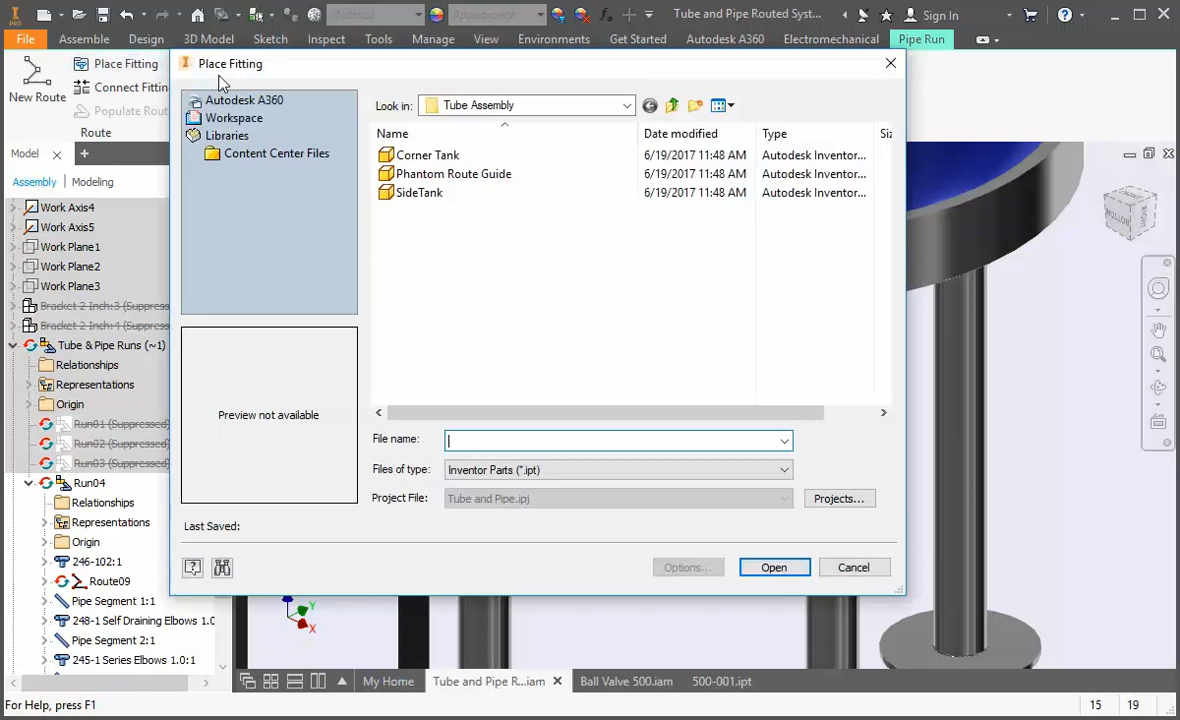 Material
Appearance
Tube and Pipe Routed Syst...
Sign In
File
Assemble
Design
3D Model
Sketch
Inspect
Tools
Manage
View
Environments
Get Started
Autodesk A360
Electromechanical
Pipe Run
PRO
New Route
Place Fitting
Connect Fittin
Populate Rout
Route
Model
Assembly
Modeling
Work Axis4
Work Axis5
Work Plane1
Work Plane2
Work Plane3
Bracket 2 Inch:3 (Suppress
Bracket 2 Inch:4 (Suppress
Tube & Pipe Runs (~1)
Relationships
Representations
Origin
Run01 (Suppressed)
Run02 (Suppressed)
Run03 (Suppressed)
Run04
Relationships
Representations
Origin
246-102:1
Route09
Pipe Segment 1:1
248-1 Self Draining Elbows 1.0
Pipe Segment 2:1
245-1 Series Elbows 1.0:1
Place Fitting
Autodesk A360
Workspace
Libraries
Content Center Files
Preview not available
Last Saved:
Look in:
Tube Assembly
Name
Date modified
Type
Siz
Corner Tank
6/19/2017 11:48 AM
Autodesk Inventor...
Phantom Route Guide
6/19/2017 11:48 AM
Autodesk Inventor...
SideTank
6/19/2017 11:48 AM
Autodesk Inventor...
File name:
Files of type:
Inventor Parts (*.ipt)
Project File:
Tube and Pipe.ipj
Projects...
Options...
Open
Cancel
RIGHT
BOTTOM
Y
X
My Home
Tube and Pipe R...iam
Ball Valve 500.iam
500-001.ipt
For Help, press F1
15
19